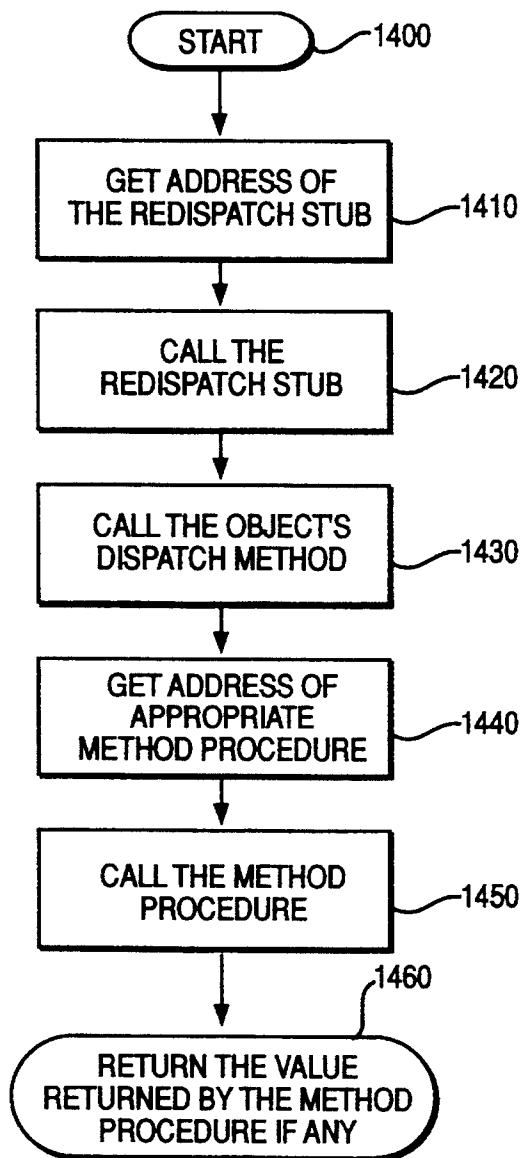 START
1400
GET ADDRESS OF
THE REDISPATCH STUB
1410
CALL THE
REDISPATCH STUB
1420
CALL THE OBJECT'S
DISPATCH METHOD
1430
GET ADDRESS OF
APPROPRIATE
METHOD PROCEDURE
1440
CALL THE METHOD
PROCEDURE
1450
1460
RETURN THE VALUE
RETURNED BY THE METHOD
PROCEDURE IF ANY